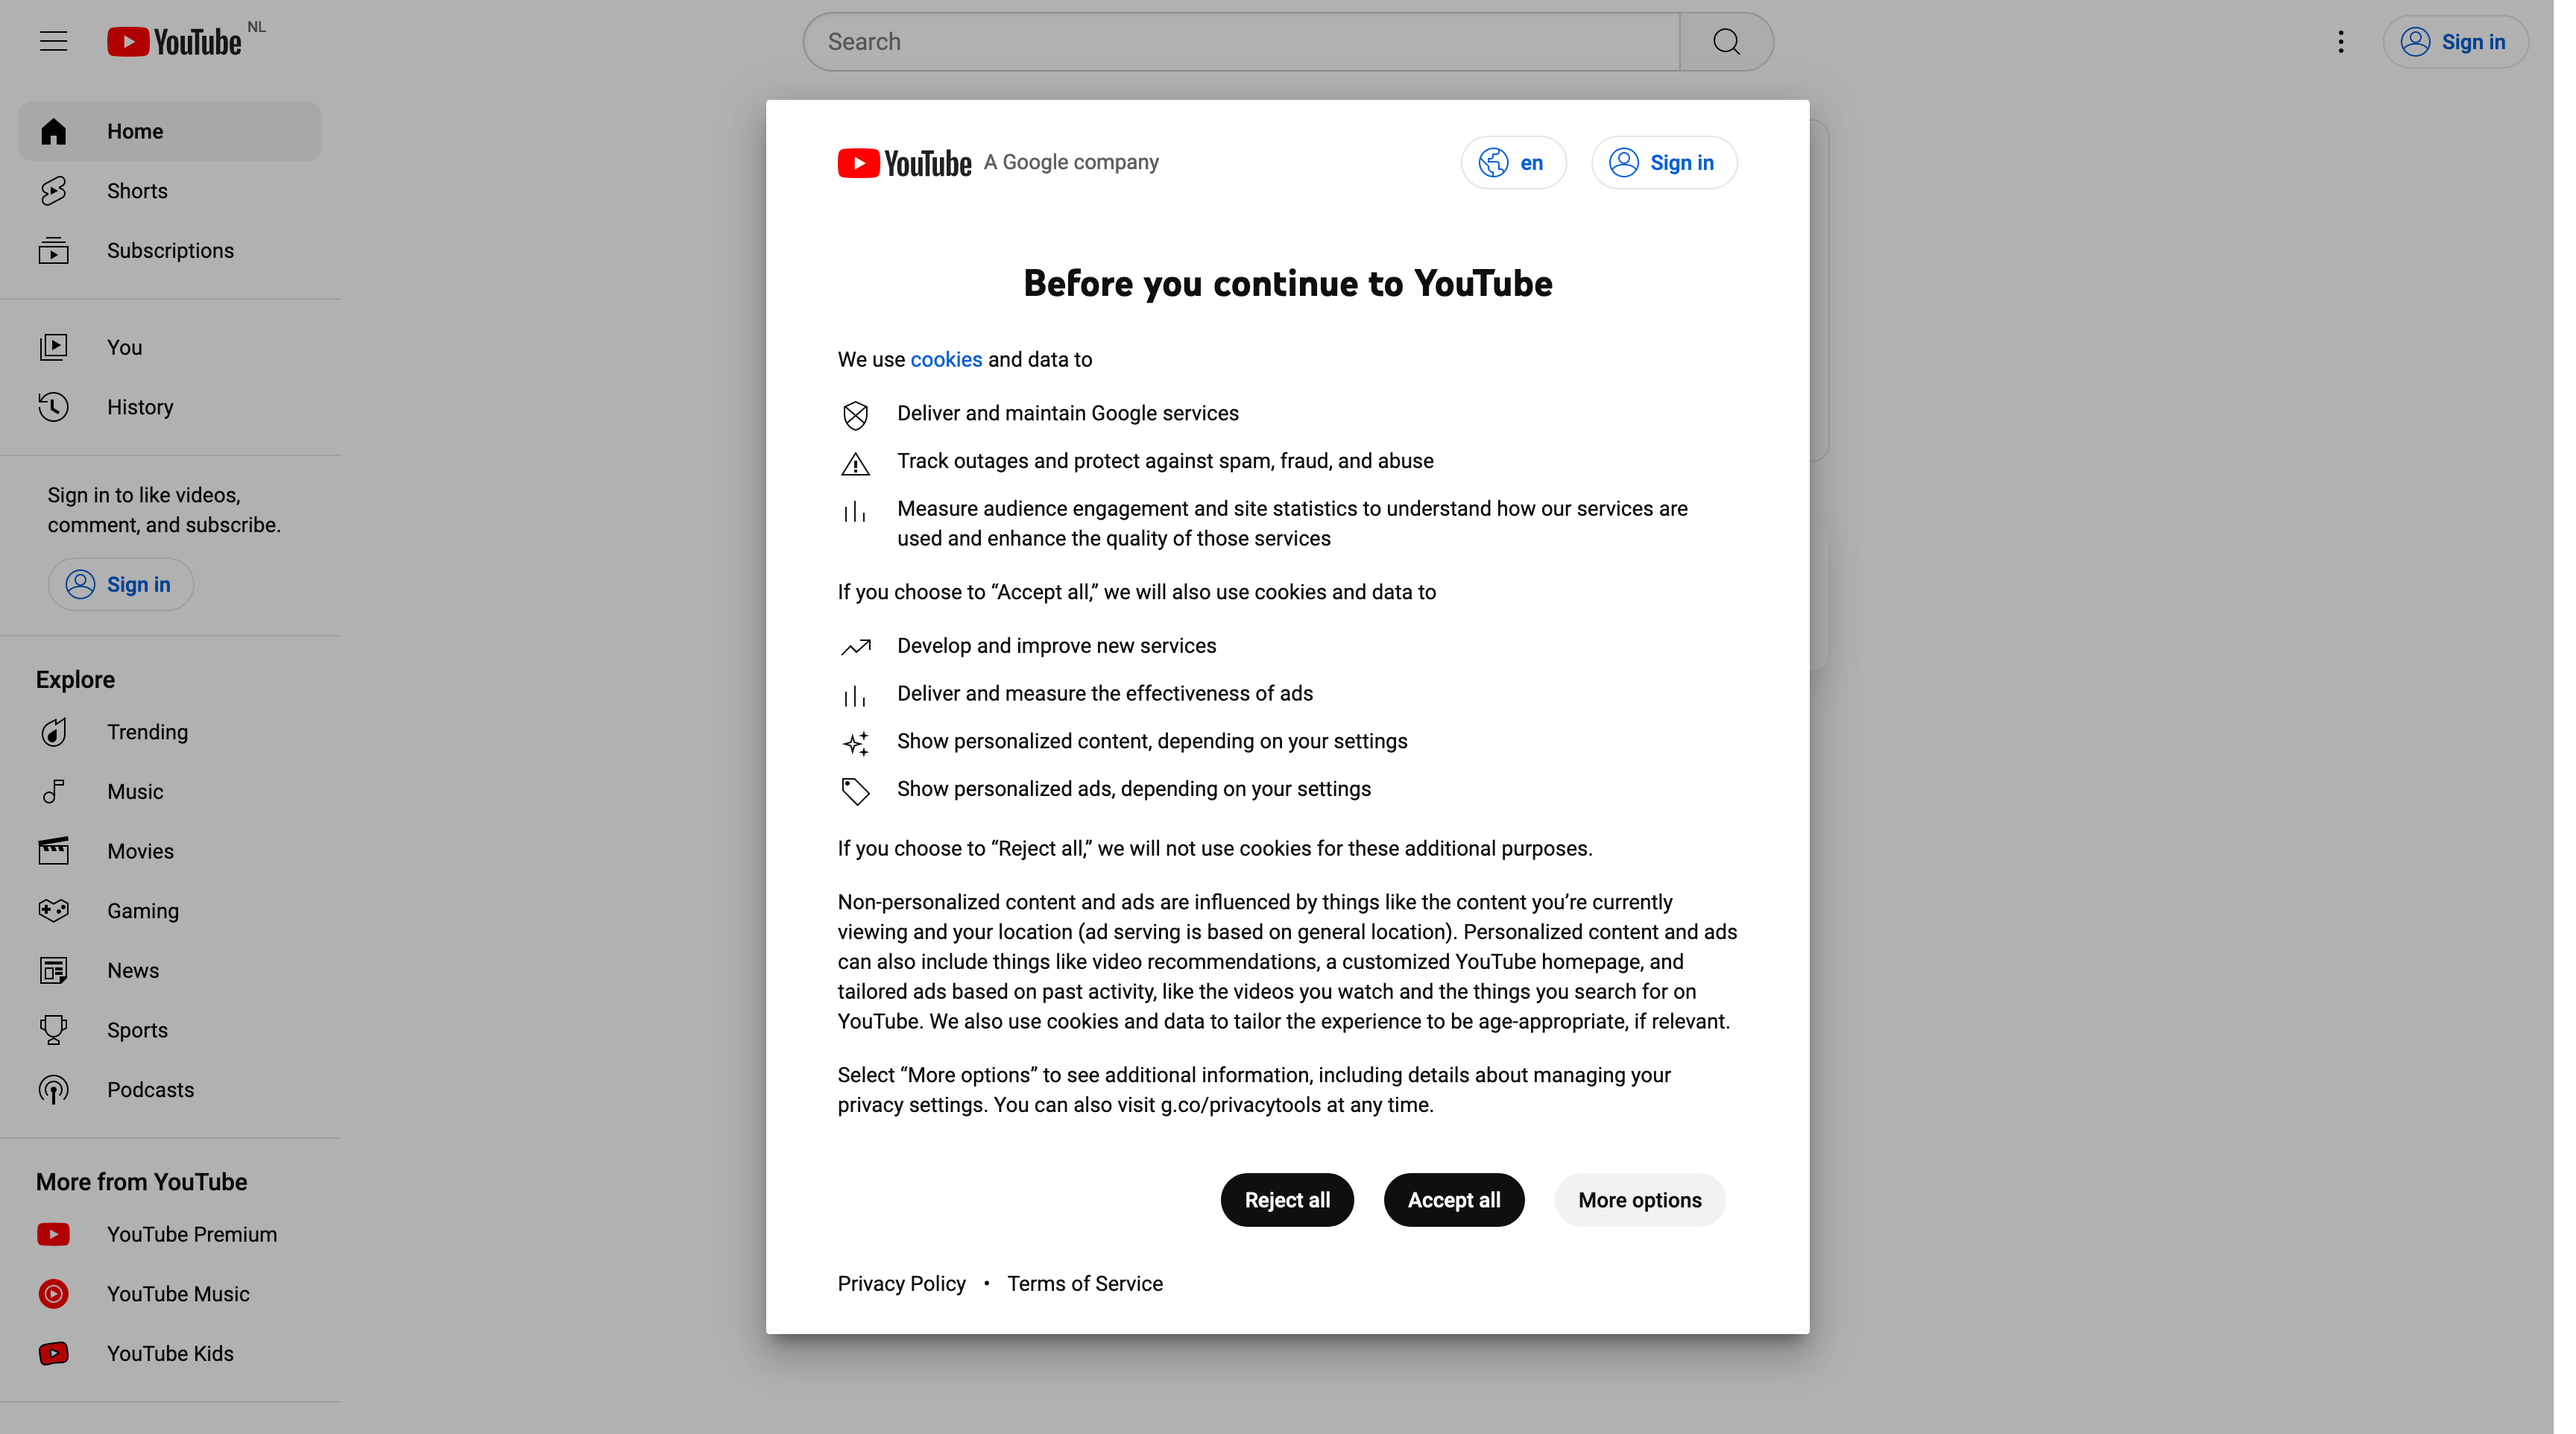 YouTube NL
Search
Sign in
Home
Shorts
Subscriptions
You
History
Sign in to like videos,
comment, and subscribe.
Sign in
Explore
Trending
Music
Movies
Gaming
News
Sports
Podcasts
More from YouTube
YouTube Premium
YouTube Music
YouTube Kids
YouTube A Google company
en
Sign in
Before you continue to YouTube
We use cookies and data to
Deliver and maintain Google services
Track outages and protect against spam, fraud, and abuse
Measure audience engagement and site statistics to understand how our services are
used and enhance the quality of those services
If you choose to “Accept all,” we will also use cookies and data to
Develop and improve new services
Deliver and measure the effectiveness of ads
Show personalized content, depending on your settings
Show personalized ads, depending on your settings
If you choose to “Reject all,” we will not use cookies for these additional purposes.
Non-personalized content and ads are influenced by things like the content you’re currently
viewing and your location (ad serving is based on general location). Personalized content and ads
can also include things like video recommendations, a customized YouTube homepage, and
tailored ads based on past activity, like the videos you watch and the things you search for on
YouTube. We also use cookies and data to tailor the experience to be age-appropriate, if relevant.
Select “More options” to see additional information, including details about managing your
privacy settings. You can also visit g.co/privacytools at any time.
Reject all
Accept all
More options
Privacy Policy • Terms of Service